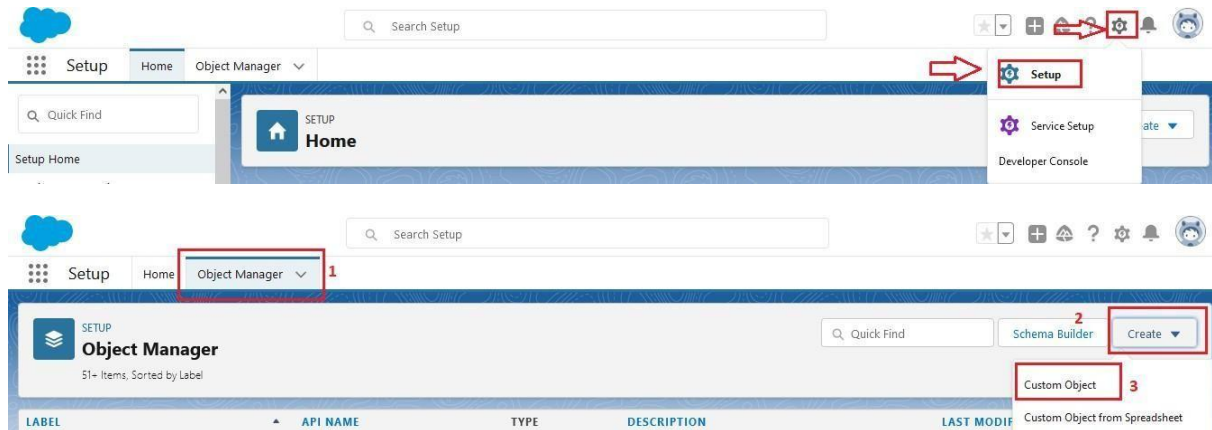 Search Setup
Setup Home Object Manager
Setup
Quick Find
SETUP
Home
Service Setup
ate
Setup Home
Developer Console
Search Setup
Setup Home Object Manager 1
SETUP
Object Manager
51+ Items, Sorted by Label
Quick Find
2
Schema Builder Create
Custom Object 3
LABEL API NAME TYPE DESCRIPTION LAST MODIF
Custom Object from Spreadsheet